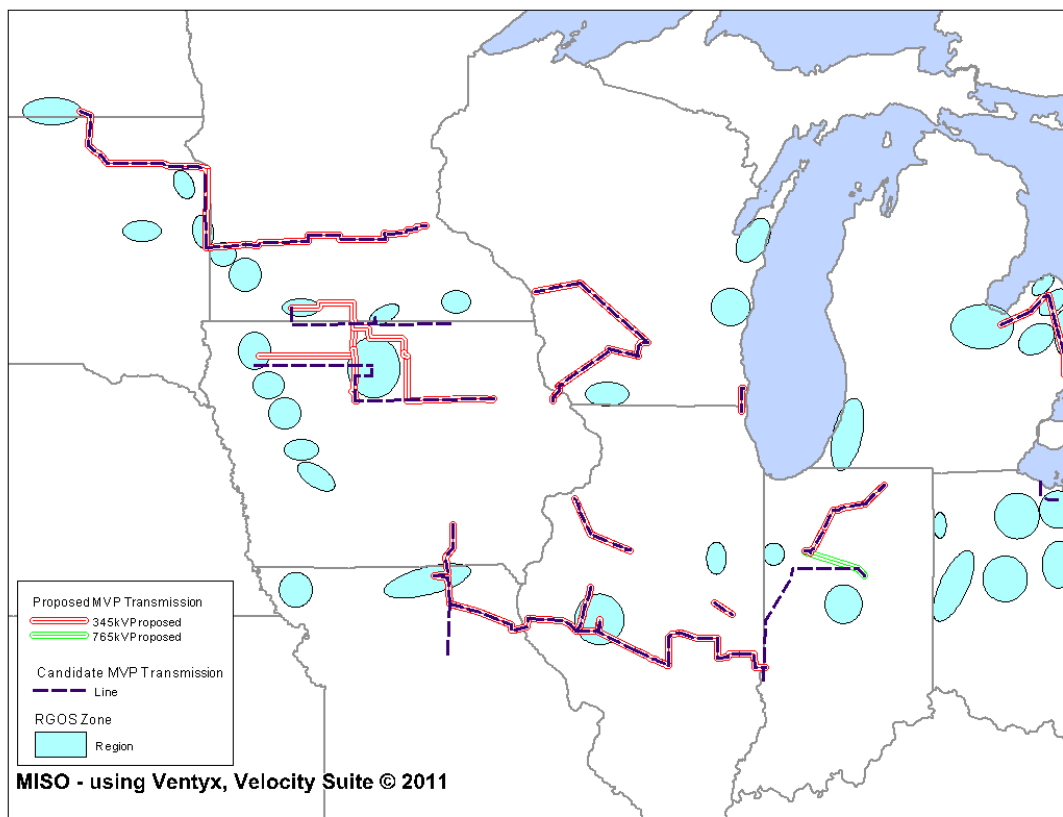 Proposed MVP Transmission
345kVProposed
765kVProposed
Candidate MVP Transmission
Line
RGOS Zone
Region
MISO - using Ventyx, Velocity Suite © 2011